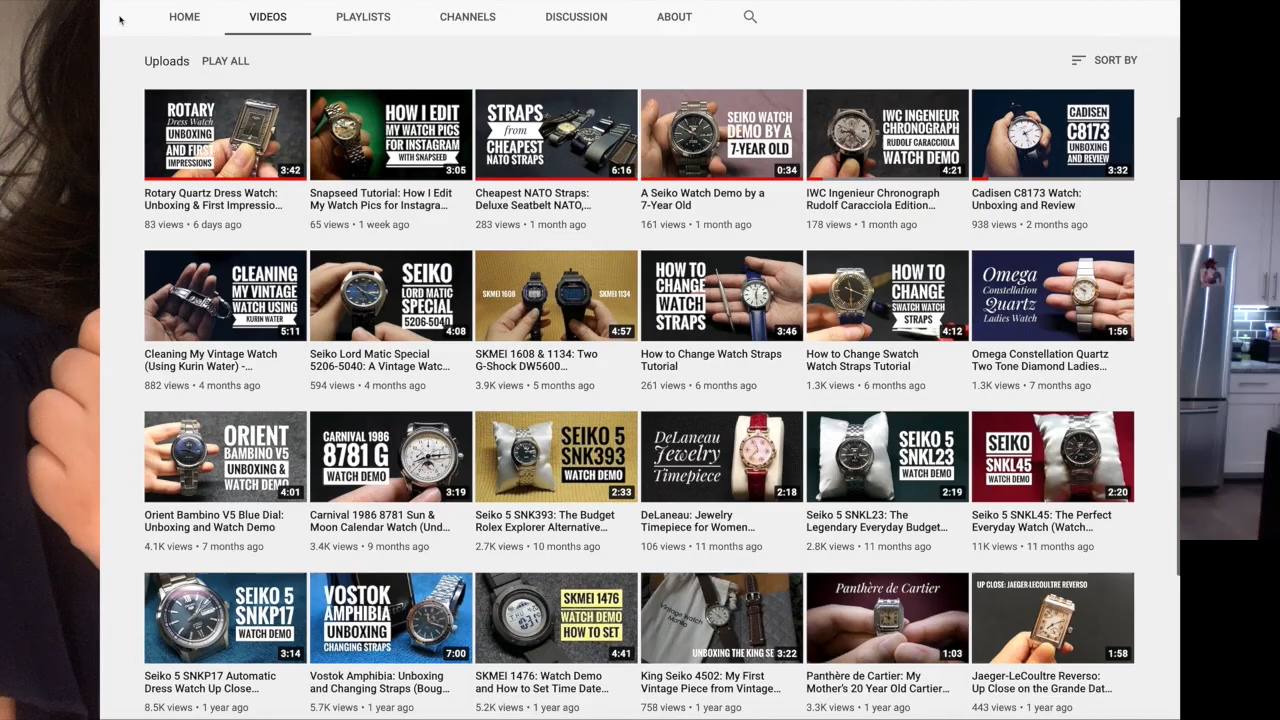 HOME VIDEOS PLAYLISTS CHANNELS DISCUSSION ABOUT
Uploads PLAY ALL SORT BY
ROTARY
Dress Watch
UNBOXING
AND FIRST
IMPRESSIONS
3:42
HOW I EDIT
MY WATCH PICS
FOR INSTAGRAM
WITH SNAPSEED
3:05
STRAPS
from
CHEAPEST
NATO STRAPS
6:16
SEIKO WATCH
DEMO BY A
7-YEAR OLD
0:34
IWC INGENIEUR
CHRONOGRAPH
RUDOLF CARACCIOLA
WATCH DEMO
4:21
CADISEN
C8173
UNBOXING
AND REVIEW
3:32
Rotary Quartz Dress Watch:
Unboxing & First Impressio...
83 views • 6 days ago
Snapseed Tutorial: How I Edit
My Watch Pics for Instagra...
65 views • 1 week ago
Cheapest NATO Straps:
Deluxe Seatbelt NATO,...
283 views • 1 month ago
A Seiko Watch Demo by a
7-Year Old
161 views • 1 month ago
IWC Ingenieur Chronograph
Rudolf Caracciola Edition...
178 views • 1 month ago
Cadisen C8173 Watch:
Unboxing and Review
938 views • 2 months ago
CLEANING
MY VINTAGE
WATCH USING
KURIN WATER
5:11
SEIKO
LORD MATIC
SPECIAL
5206-5040
4:08
SKMEI 1608
SKMEI 1134
4:57
HOW TO
CHANGE
WATCH
STRAPS
3:46
HOW TO
CHANGE
SWATCH WATCH
STRAPS
4:12
Omega
Constellation
Quartz
Ladies Watch
1:56
Cleaning My Vintage Watch
(Using Kurin Water) -...
882 views • 4 months ago
Seiko Lord Matic Special
5206-5040: A Vintage Watc...
594 views • 4 months ago
SKMEI 1608 & 1134: Two
G-Shock DW5600...
3.9K views • 5 months ago
How to Change Watch Straps
Tutorial
261 views • 6 months ago
How to Change Swatch
Watch Straps Tutorial
1.3K views • 6 months ago
Omega Constellation Quartz
Two Tone Diamond Ladies...
1.3K views • 7 months ago
ORIENT
BAMBINO V5
UNBOXING &
WATCH DEMO
4:01
CARNIVAL 1986
8781 G
WATCH DEMO
3:19
SEIKO 5
SNK393
WATCH DEMO
2:33
DeLaneau
Jewelry
Timepiece
2:18
SEIKO 5
SNKL23
WATCH DEMO
2:19
SEIKO
SNKL45
WATCH DEMO
2:20
Orient Bambino V5 Blue Dial:
Unboxing and Watch Demo
4.1K views • 7 months ago
Carnival 1986 8781 Sun &
Moon Calendar Watch (Und...
3.4K views • 9 months ago
Seiko 5 SNK393: The Budget
Rolex Explorer Alternative...
2.7K views • 10 months ago
DeLaneau: Jewelry
Timepiece for Women...
106 views • 11 months ago
Seiko 5 SNKL23: The
Legendary Everyday Budget...
2.8K views • 11 months ago
Seiko 5 SNKL45: The Perfect
Everyday Watch (Watch...
11K views • 11 months ago
SEIKO 5
SNKP17
WATCH DEMO
3:14
VOSTOK
AMPHIBIA
UNBOXING
CHANGING STRAPS
7:00
SKMEI 1476
WATCH DEMO
HOW TO SET
4:41
Vintage Watch
Manila
UNBOXING THE KING SE
3:22
Panthère de Cartier
1:03
UP CLOSE: JAEGER-LECOULTRE REVERSO
1:58
Seiko 5 SNKP17 Automatic
Dress Watch Up Close...
8.5K views • 1 year ago
Vostok Amphibia: Unboxing
and Changing Straps (Boug...
5.7K views • 1 year ago
SKMEI 1476: Watch Demo
and How to Set Time Date...
5.2K views • 1 year ago
King Seiko 4502: My First
Vintage Piece from Vintage...
758 views • 1 year ago
Panthère de Cartier: My
Mother's 20 Year Old Cartier...
3.3K views • 1 year ago
Jaeger-LeCoultre Reverso:
Up Close on the Grande Dat...
443 views • 1 year ago